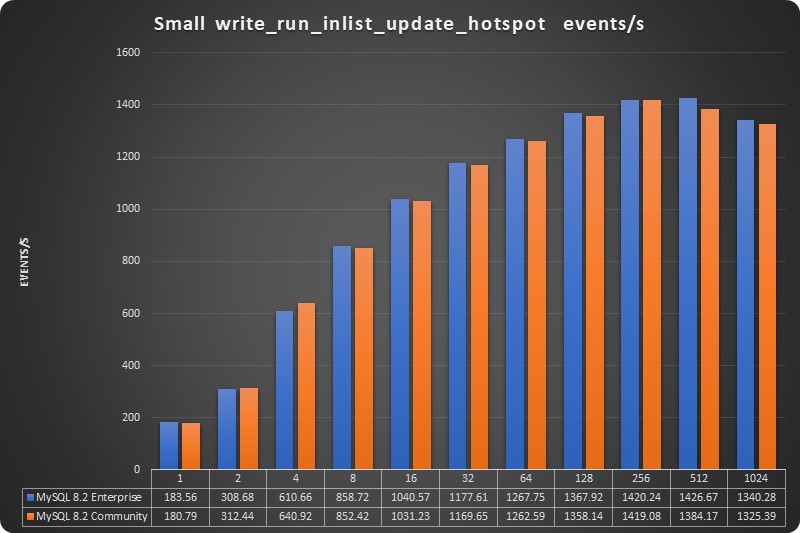 Small write_run_inlist_update_hotspot events/s
1600
1400
1200
1000
800
600
400
200
0
EVENTS/S
1 2 4 8 16 32 64 128 256 512 1024
MySQL 8.2 Enterprise 183.56 308.68 610.66 858.72 1040.57 1177.61 1267.75 1367.92 1420.24 1426.67 1340.28
MySQL 8.2 Community 180.79 312.44 640.92 852.42 1031.23 1169.65 1262.59 1358.14 1419.08 1384.17 1325.39